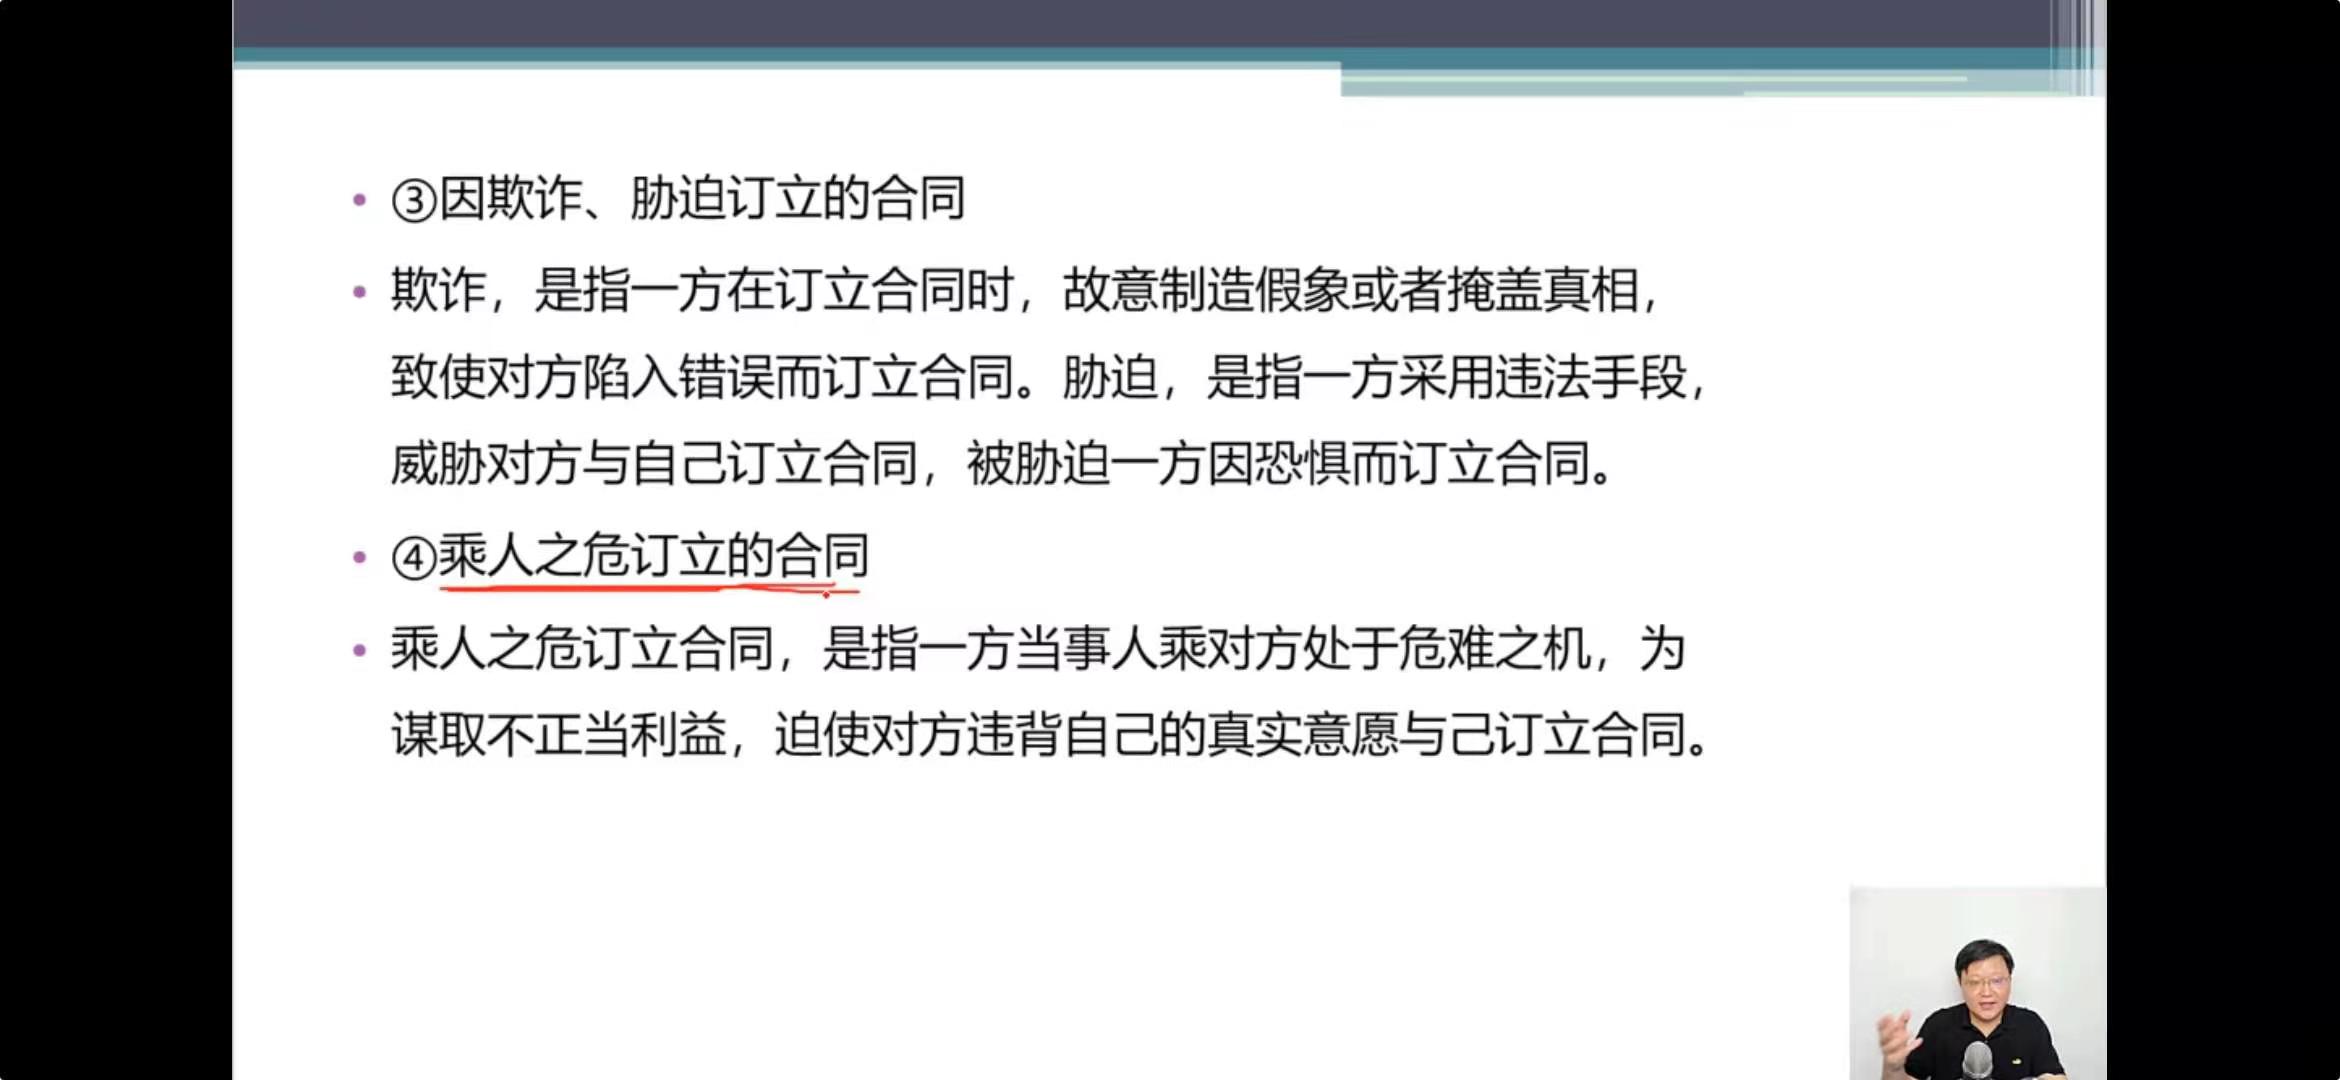 ③因欺诈、胁迫订立的合同
欺诈，是指一方在订立合同时，故意制造假象或者掩盖真相，
致使对方陷入错误而订立合同。胁迫，是指一方采用违法手段，
威胁对方与自己订立合同，被胁迫一方因恐惧而订立合同。
④乘人之危订立的合同
乘人之危订立合同，是指一方当事人乘对方处于危难之机，为
谋取不正当利益，迫使对方违背自己的真实意愿与己订立合同。